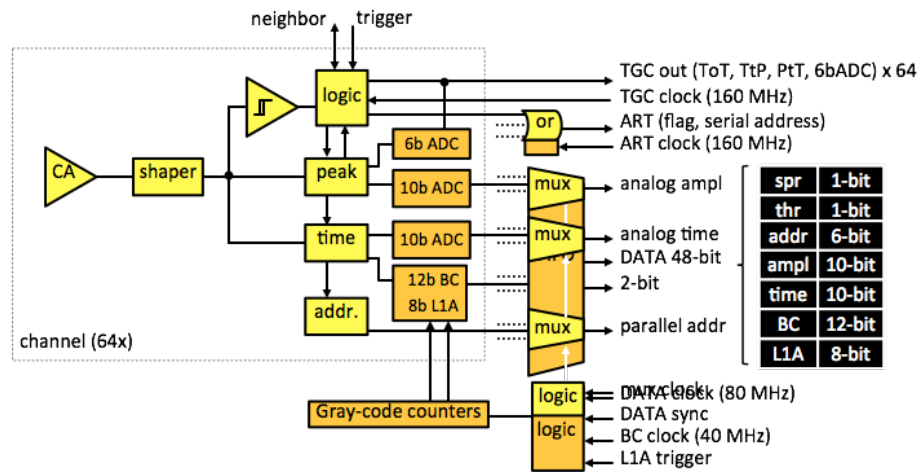 neighbor
trigger
TGC out (ToT, TtP, PtT, 6bADC) x 64
logic
TGC clock (160 MHz)
or
ART (flag, serial address)
6b ADC
ART clock (160 MHz)
CA
shaper
peak
10b ADC
mux
analog ampl
time
10b ADC
mux
analog time
DATA 48-bit
12b BC
8b L1A
2-bit
addr.
mux
parallel addr
channel (64x)
spr 1-bit
thr 1-bit
addr 6-bit
ampl 10-bit
time 10-bit
BC 12-bit
L1A 8-bit
logic
mux clock
DATA clock (80 MHz)
Gray-code counters
DATA sync
logic
BC clock (40 MHz)
L1A trigger